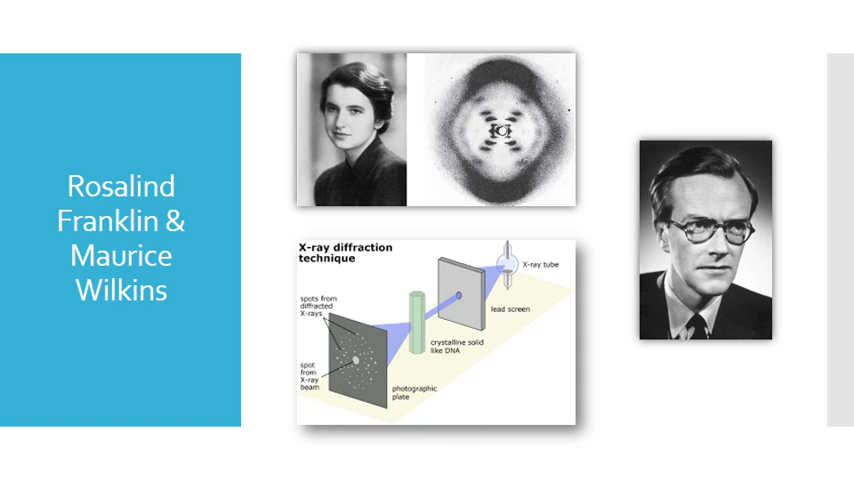 Rosalind
Franklin &
Maurice
Wilkins
X-ray diffraction
technique
X-ray tube
lead screen
spots from
diffracted
X-rays
crystalline solid
like DNA
spot
from
X-ray
beam
photographic
plate